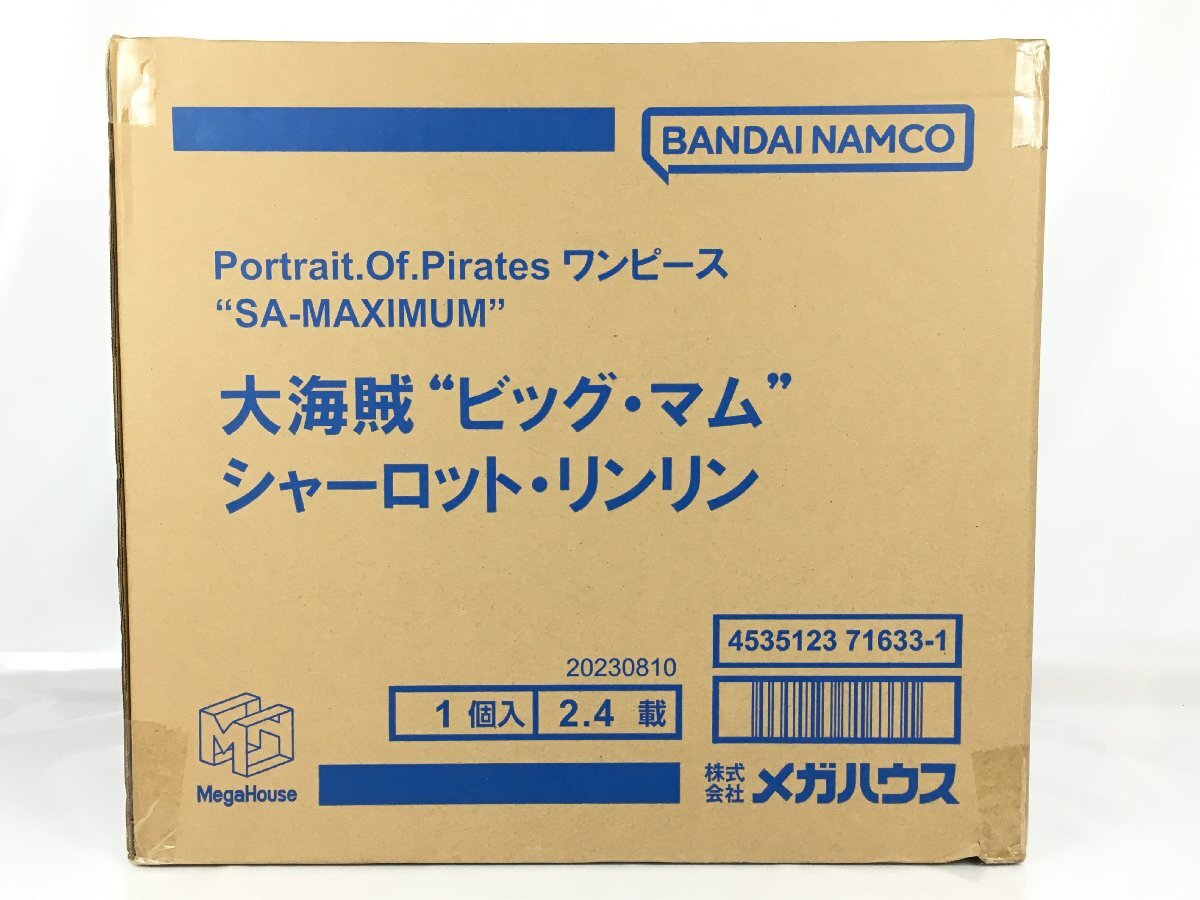 BANDAI NAMCO
Portrait.Of.Pirates ワンピース
“SA-MAXIMUM”
大海賊“ビッグ・マム”
シャーロット・リンリン
4535123 71633-1
20230810
1 個入 2.4 載
MegaHouse
株式会社 メガハウス